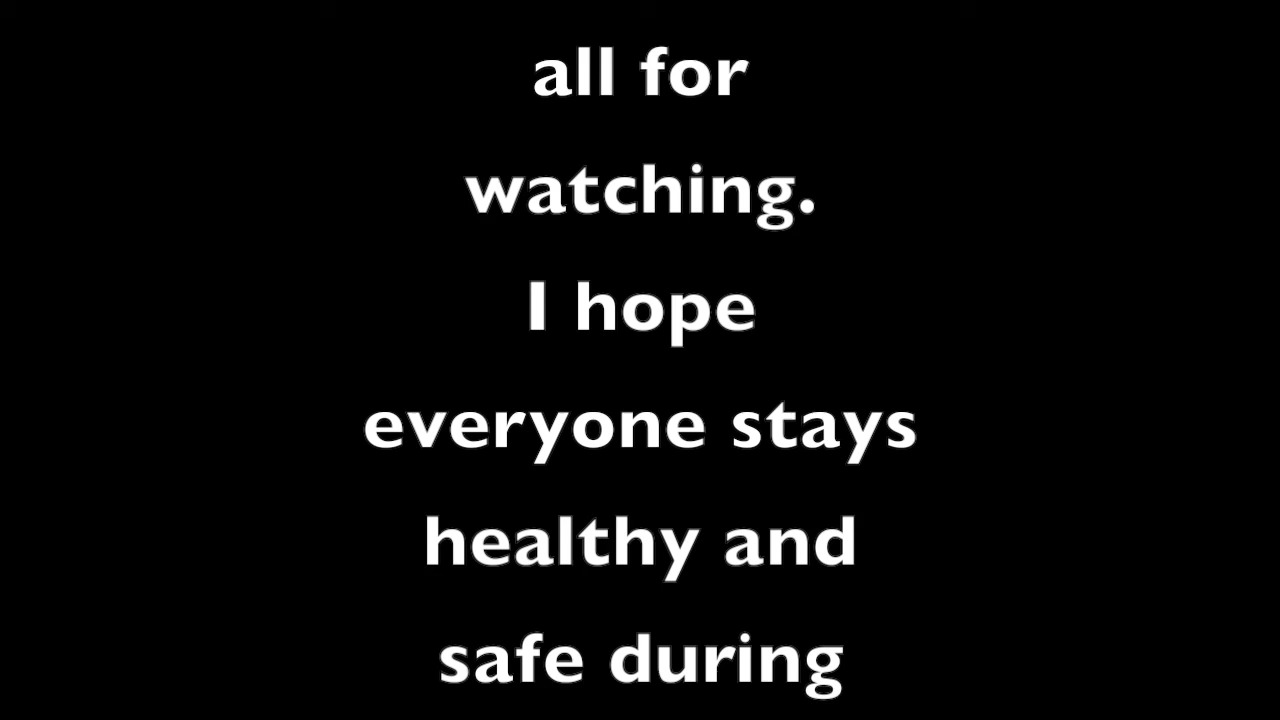 all for
watching.
I hope
everyone stays
healthy and
safe during